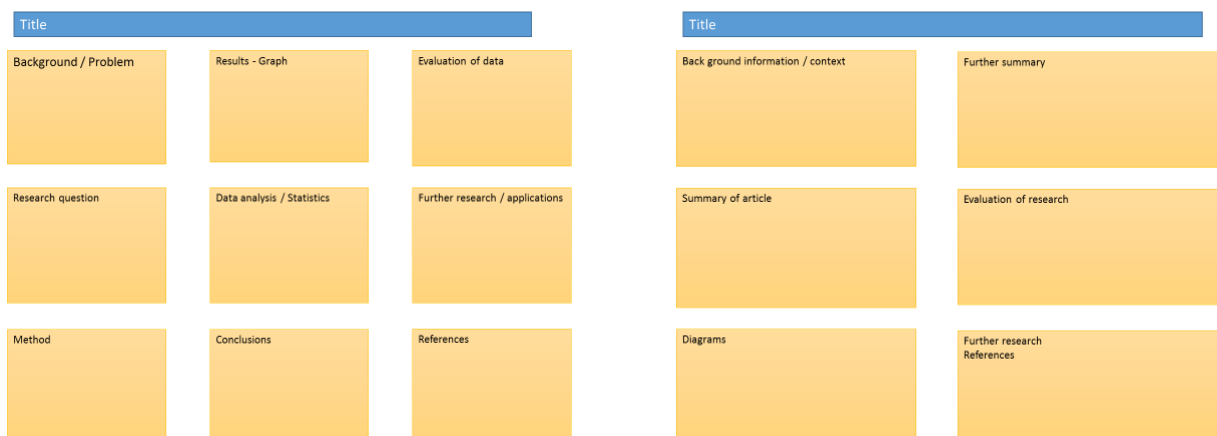 Title
Background / Problem
Results - Graph
Evaluation of data
Research question
Data analysis / Statistics
Further research / applications
Method
Conclusions
References
Title
Back ground information / context
Further summary
Summary of article
Evaluation of research
Diagrams
Further research
References